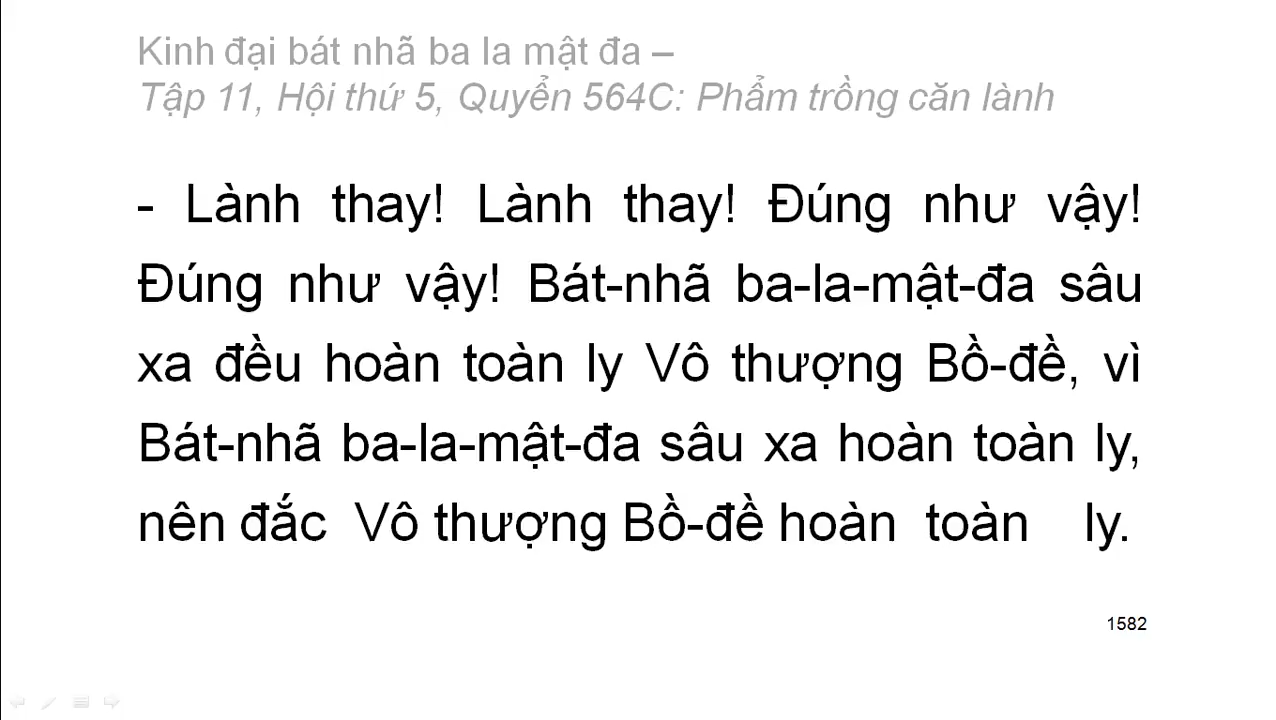 Kinh đại bát nhã ba la mật đa –
Tập 11, Hội thứ 5, Quyển 564C: Phẩm trồng căn lành
- Lành thay! Lành thay! Đúng như vậy!
Đúng như vậy! Bát-nhã ba-la-mật-đa sâu
xa đều hoàn toàn ly Vô thượng Bồ-đề, vì
Bát-nhã ba-la-mật-đa sâu xa hoàn toàn ly,
nên đắc Vô thượng Bồ-đề hoàn toàn ly.
1582